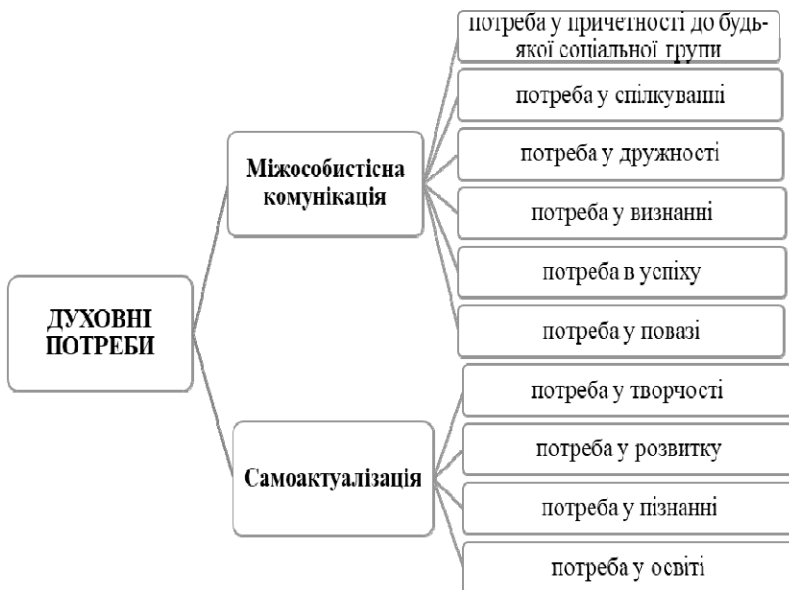 потреба у причетності до будь-
якої соціальної групи
потреба у спілкуванні
Міжособистісна
комунікація
потреба у дружності
потреба у визнанні
потреба в успіху
потреба у повазі
ДУХОВНІ
ПОТРЕБИ
потреба у творчості
потреба у розвитку
Самоактуалізація
потреба у пізнанні
потреба у освіті